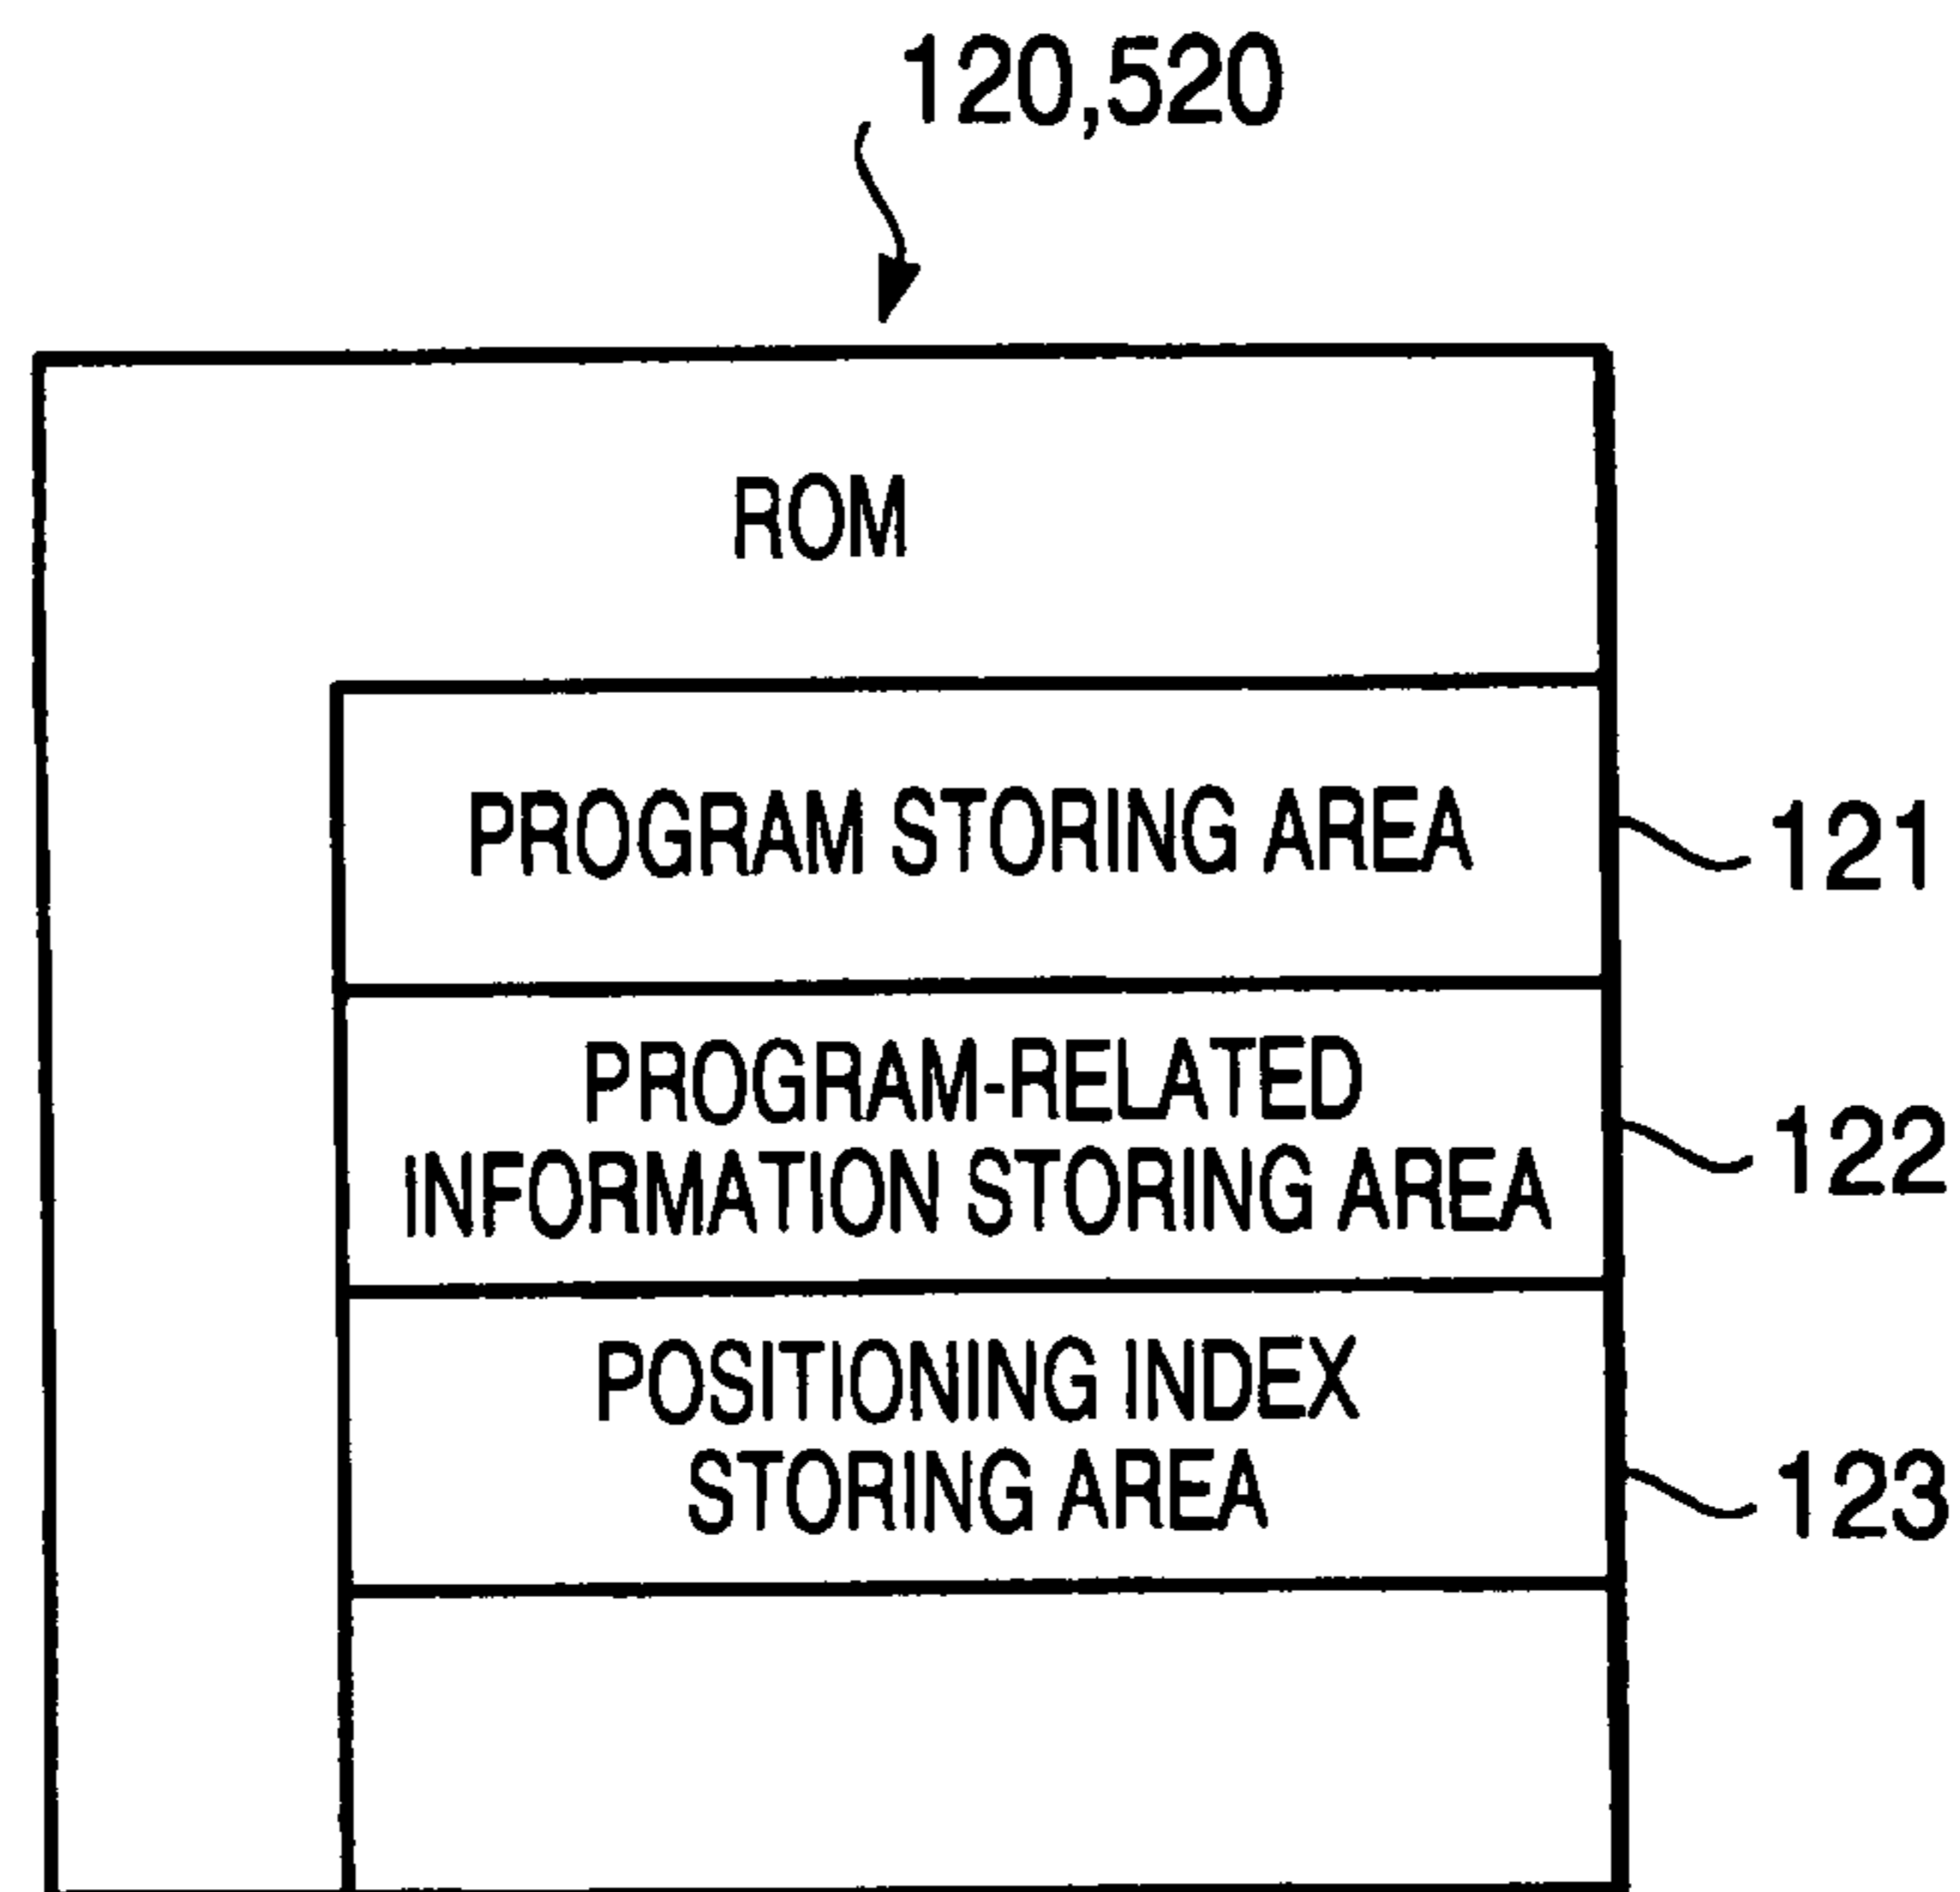 120,520
ROM
PROGRAM STORING AREA
121
PROGRAM-RELATED
INFORMATION STORING AREA
122
POSITIONING INDEX
STORING AREA
123